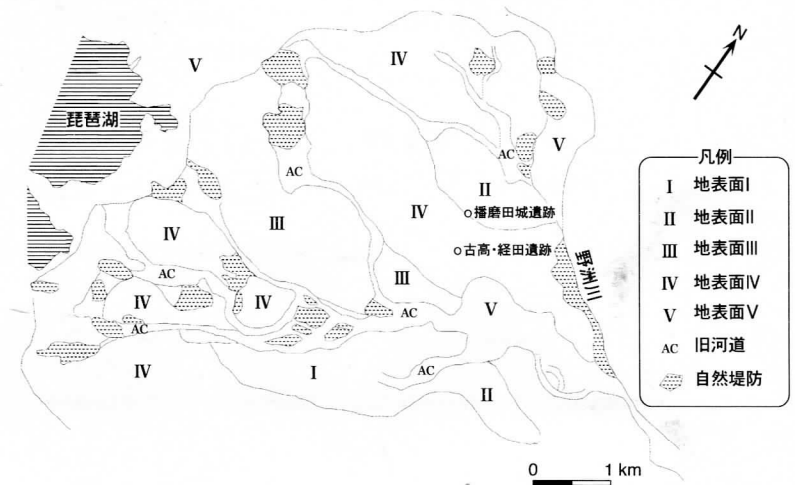 N
V
IV
琵琶湖
AC
AC
V
II
播磨田城遺跡
IV
III
IV
古高・経田遺跡
野洲川
III
AC
IV
IV
AC
V
AC
IV
I
AC
II
凡例
I 地表面I
II 地表面II
III 地表面III
IV 地表面IV
V 地表面V
AC 旧河道
自然堤防
0 1 km